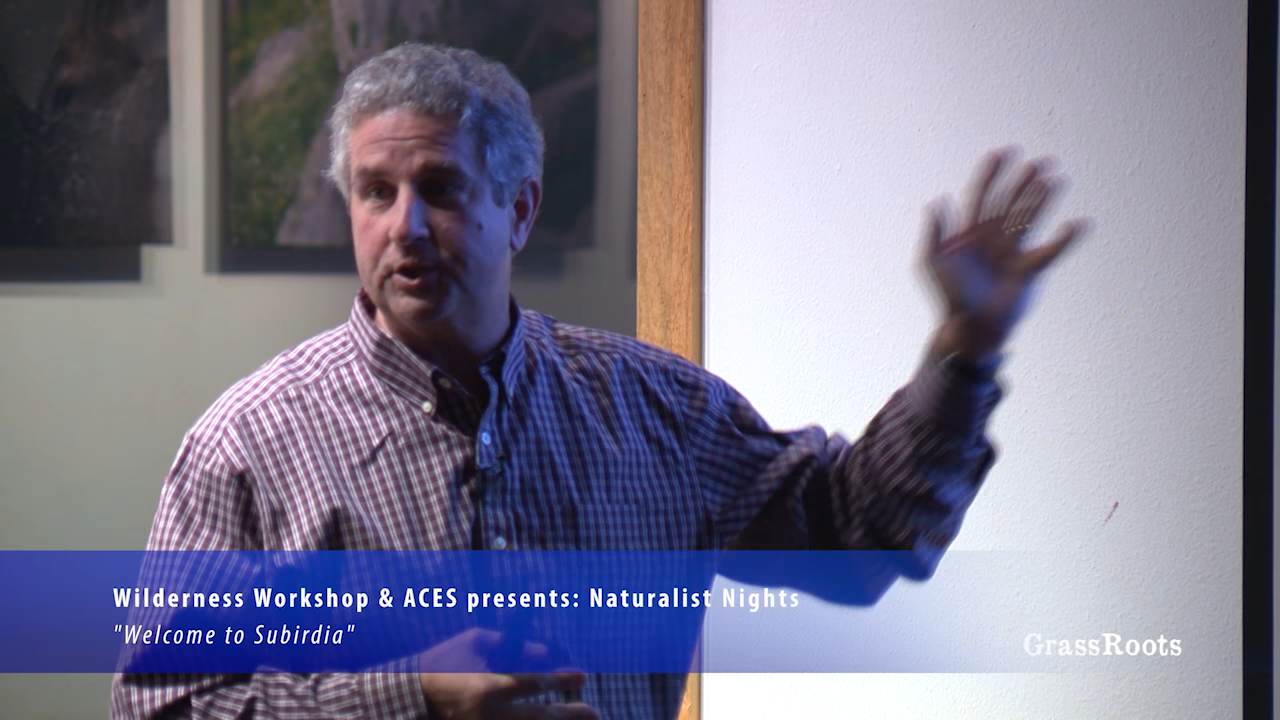 Wilderness Workshop & ACES presents: Naturalist Nights
"Welcome to Subirdia"
GrassRoots